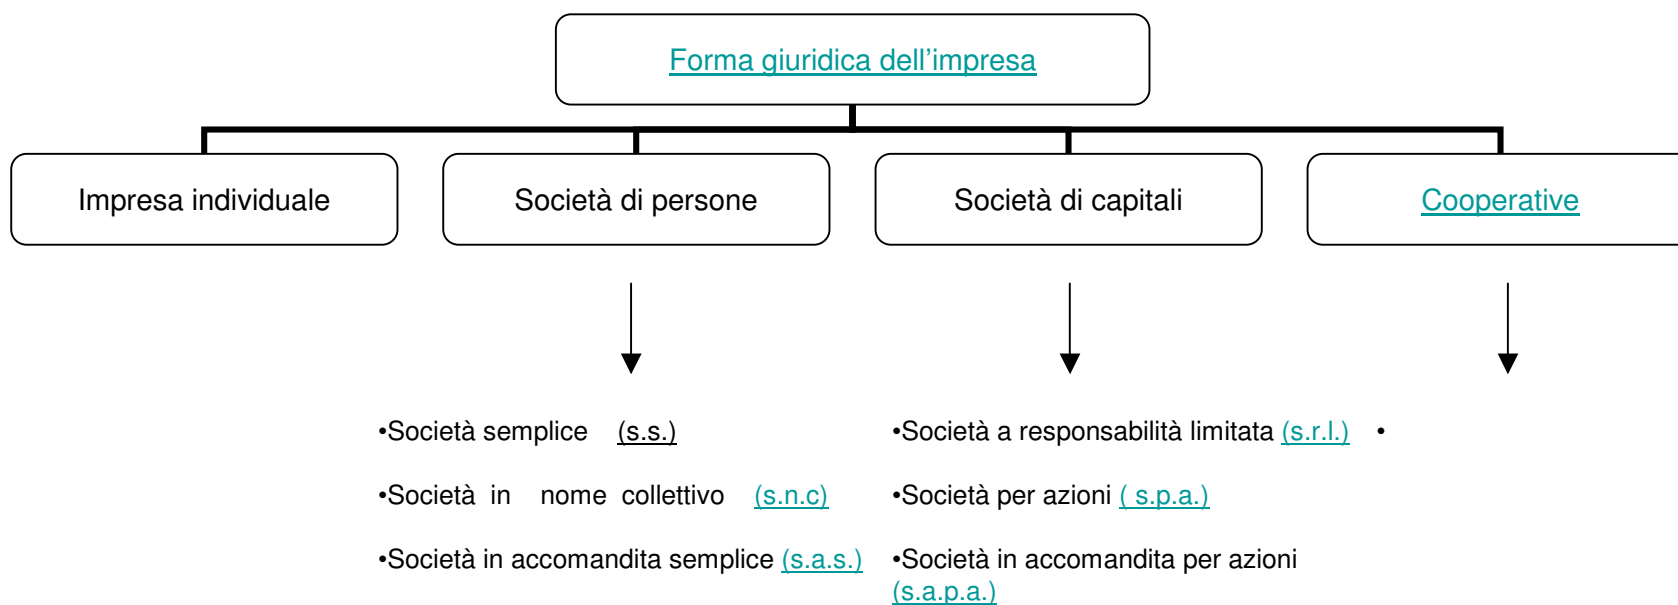 Forma giuridica dell'impresa
Impresa individuale
Società di persone
Società di capitali
Cooperative
•Società semplice (s.s.)
•Società in nome collettivo (s.n.c)
•Società in accomandita semplice (s.a.s.)
•Società a responsabilità limitata (s.r.l.)
•Società per azioni ( s.p.a.)
•Società in accomandita per azioni
(s.a.p.a.)
•